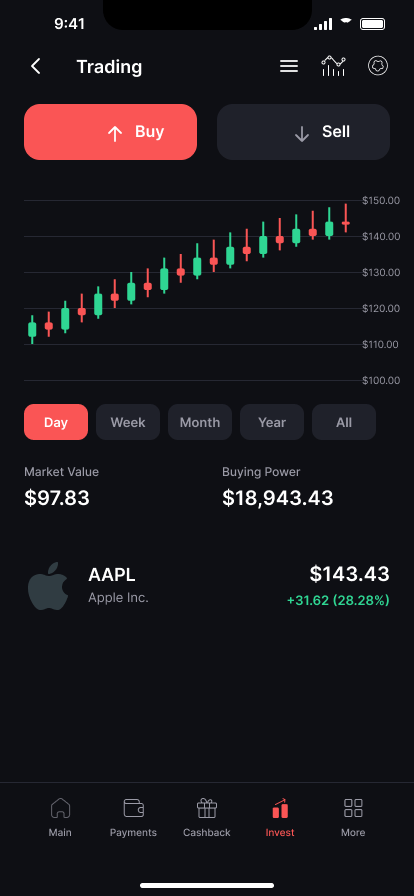 9:41
Trading
Buy
Sell
$150.00
$140.00
$130.00
$120.00
$110.00
$100.00
Day
Week
Month
Year
All
Market Value
Buying Power
$97.83
$18,943.43
AAPL
$143.43
Apple Inc.
+31.62 (28.28%)
Main
Payments
Cashback
Invest
More